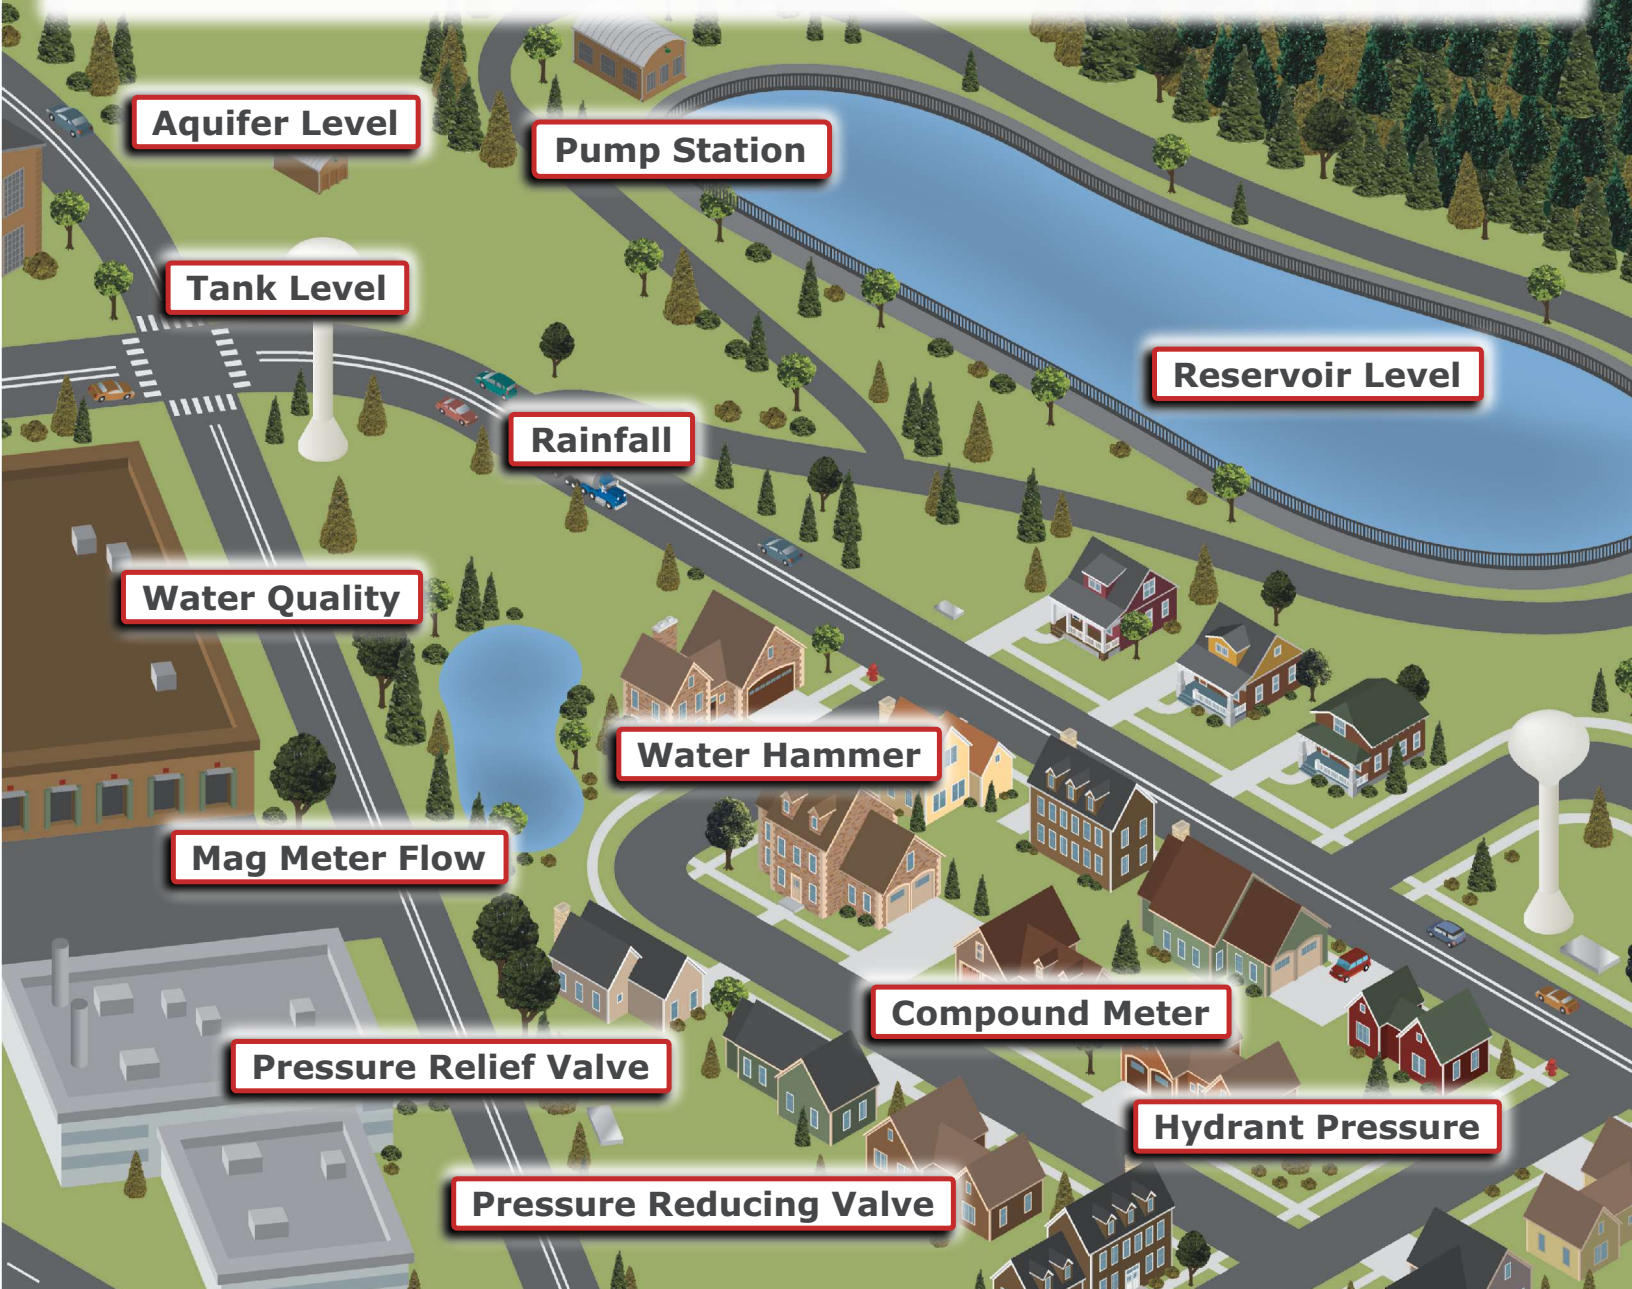 Aquifer Level
Pump Station
Tank Level
Reservoir Level
Rainfall
Water Quality
Water Hammer
Mag Meter Flow
Compound Meter
Pressure Relief Valve
Hydrant Pressure
Pressure Reducing Valve